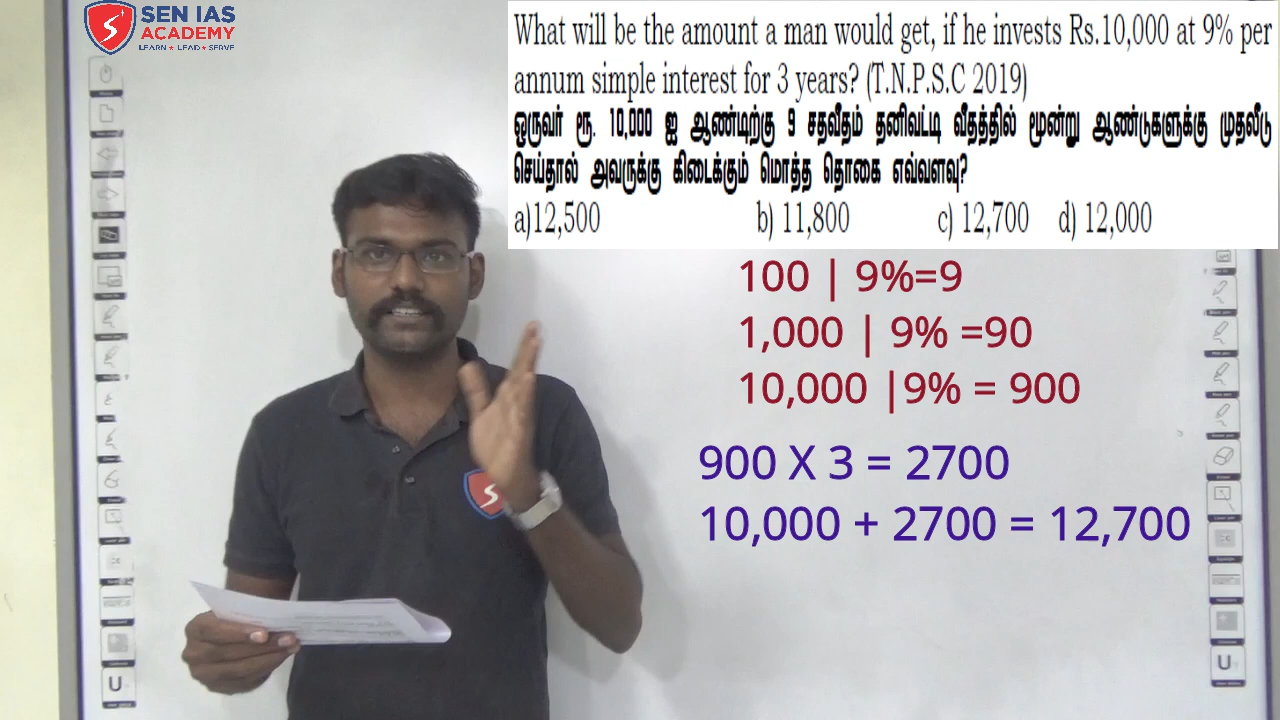 SEN IAS
ACADEMY
LEARN ★ LEAD ★ SERVE
What will be the amount a man would get, if he invests Rs.10,000 at 9% per
annum simple interest for 3 years? (T.N.P.S.C 2019)
ஒருவர் ரூ. 10,000 ஐ ஆண்டிற்கு 9 சதவீதம் தனிவட்டி வீதத்தில் மூன்று ஆண்டுகளுக்கு முதலீடு
செய்தால் அவருக்கு கிடைக்கும் மொத்த தொகை எவ்வளவு?
a)12,500 b) 11,800 c) 12,700 d) 12,000
100 | 9%=9
1,000 | 9% =90
10,000 |9% = 900
900 X 3 = 2700
10,000 + 2700 = 12,700
S
U
U